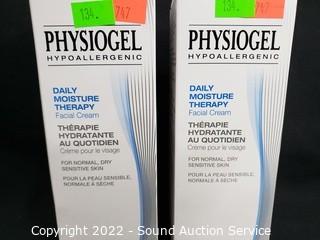 134.
747
PHYSIOGEL
HYPOALLERGENIC
DAILY
MOISTURE
THERAPY
Facial Cream
THÉRAPIE
HYDRATANTE
AU QUOTIDIEN
Crème pour le visage
FOR NORMAL, DRY
SENSITIVE SKIN
POUR LA PEAU SENSIBLE,
NORMALE À SÈCHE
134.
747
PHYSIOGEL
HYPOALLERGENIC
DAILY
MOISTURE
THERAPY
Facial Cream
THÉRAPIE
HYDRATANTE
AU QUOTIDIEN
Crème pour le visage
FOR NORMAL, DRY
SENSITIVE SKIN
POUR LA PEAU SENSIBLE,
NORMALE À SÈCHE
Copyright 2022 - Sound Auction Service